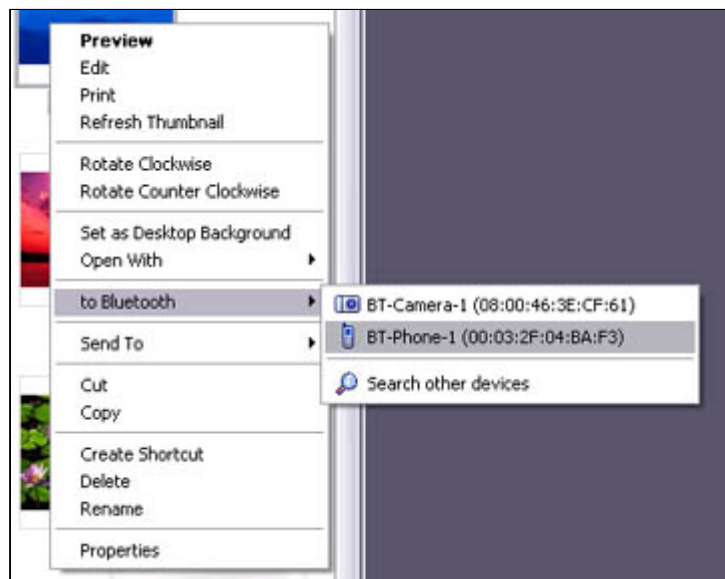 Preview
Edit
Print
Refresh Thumbnail
Rotate Clockwise
Rotate Counter Clockwise
Set as Desktop Background
Open With
to Bluetooth
BT-Camera-1 (08:00:46:3E:CF:61)
BT-Phone-1 (00:03:2F:04:BA:F3)
Search other devices
Send To
Cut
Copy
Create Shortcut
Delete
Rename
Properties